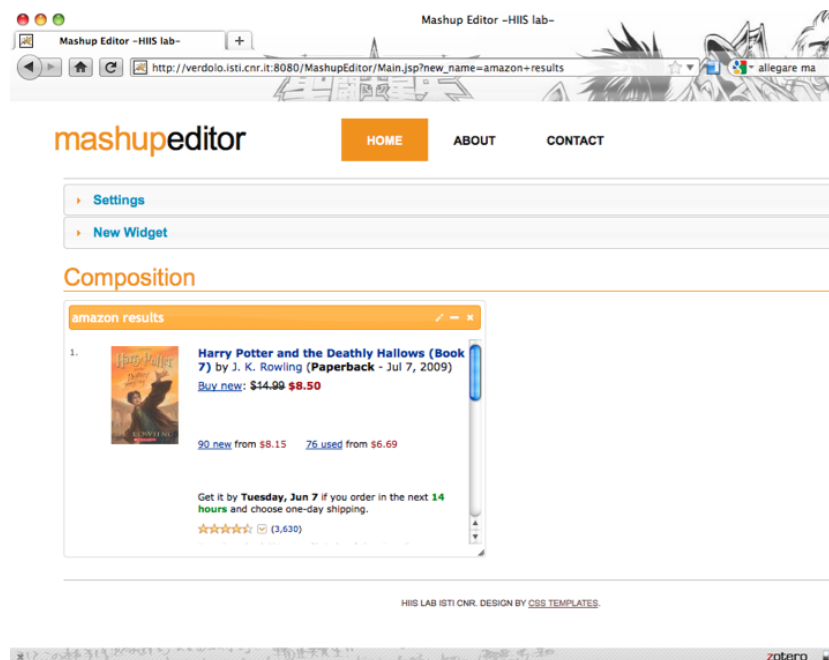 Mashup Editor -HIIS lab-
Mashup Editor -HIIS lab- +
http://verdolo.isti.cnr.it:8080/MashupEditor/Main.jsp?new_name=amazon+results allegare ma
mashupeditor HOME ABOUT CONTACT
Settings
New Widget
Composition
amazon results
1. Harry Potter and the Deathly Hallows (Book
7) by J. K. Rowling (Paperback - Jul 7, 2009)
Buy new: $14.99 $8.50
90 new from $8.15 76 used from $6.69
Get it by Tuesday, Jun 7 if you order in the next 14
hours and choose one-day shipping.
(3,630)
HIIS LAB ISTI CNR. DESIGN BY CSS TEMPLATES.
zotero